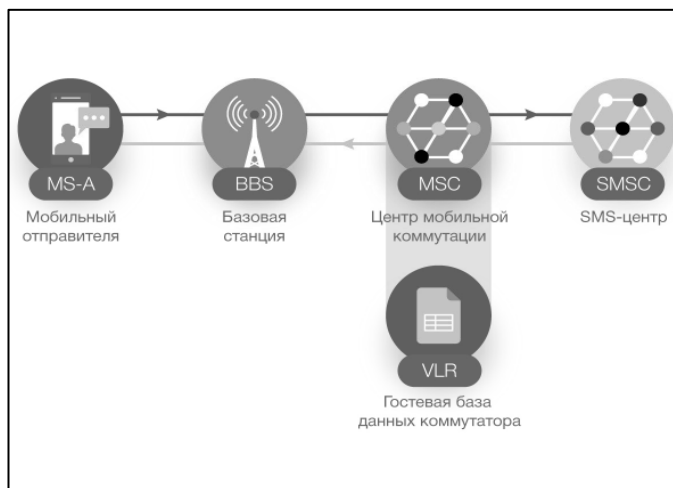 MS-A
Мобильный
отправителя
BBS
Базовая
станция
MSC
Центр мобильной
коммутации
SMSC
SMS-центр
VLR
Гостевая база
данных коммутатора